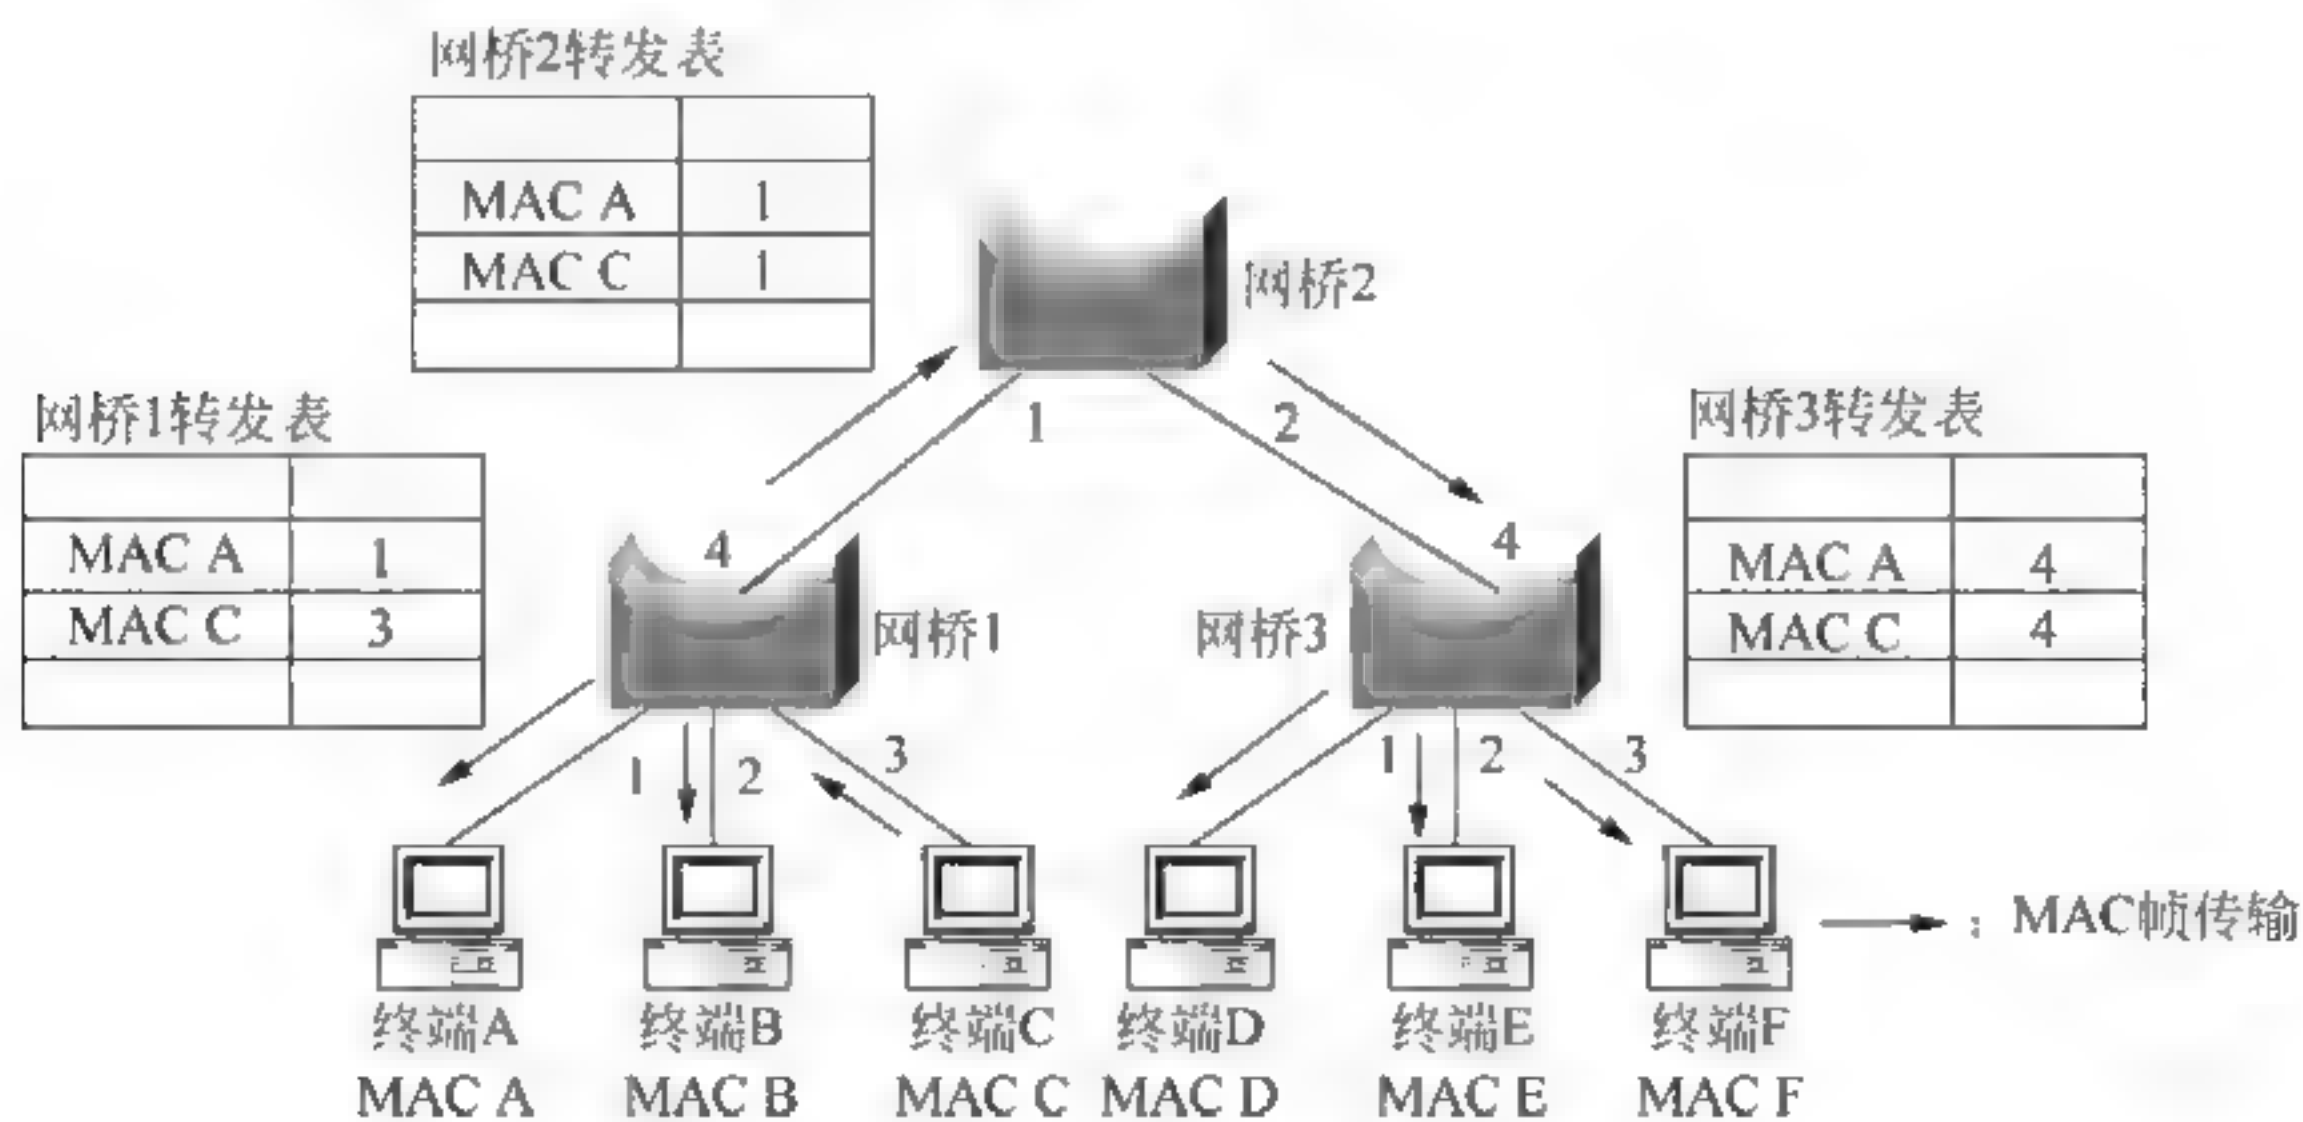 网桥2转发表
MAC A 1
MAC C 1
网桥2
1 2
网桥1转发表
MAC A 1
MAC C 3
网桥3转发表
MAC A 4
MAC C 4
4 4
网桥1 网桥3
1 2 3 1 2 3
终端A 终端B 终端C 终端D 终端E 终端F
MAC A MAC B MAC C MAC D MAC E MAC F
: MAC帧传输